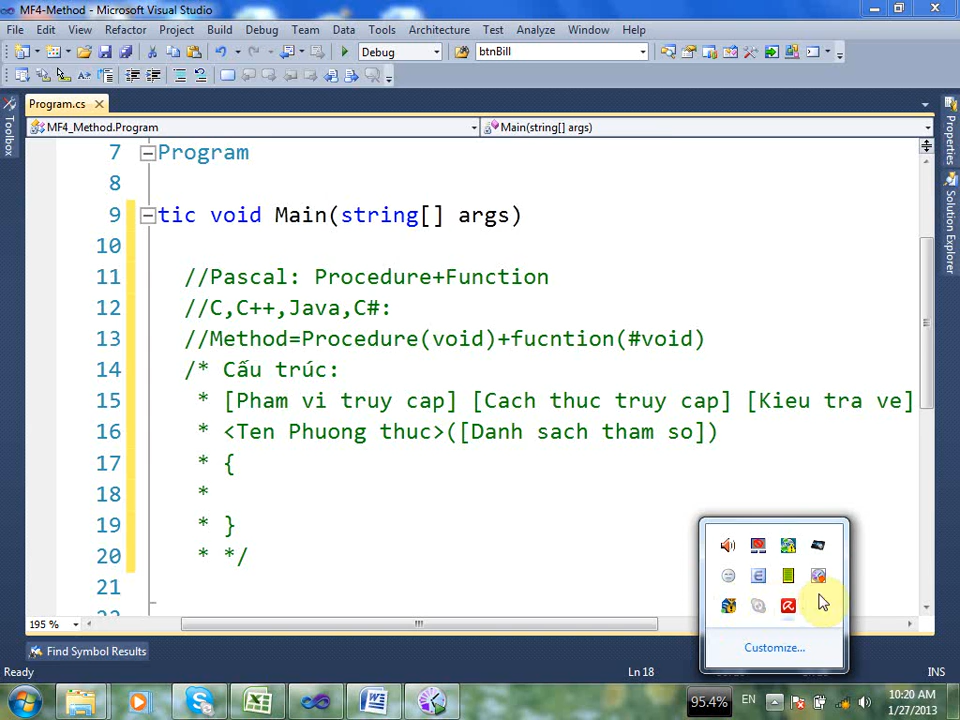 MF4-Method - Microsoft Visual Studio
File Edit View Refactor Project Build Debug Team Data Tools Architecture Test Analyze Window Help
Debug btnBill
Program.cs
MF4_Method.Program Main(string[] args)
Toolbox
Properties
Solution Explorer
7 Program
8
9 tic void Main(string[] args)
10
11 //Pascal: Procedure+Function
12 //C,C++,Java,C#:
13 //Method=Procedure(void)+fucntion(#void)
14 /* Cấu trúc:
15 * [Pham vi truy cap] [Cach thuc truy cap] [Kieu tra ve]
16 * <Ten Phuong thuc>([Danh sach tham so])
17 * {
18 *
19 * }
20 * */
21
195 %
Customize...
Find Symbol Results
Ready Ln 18 INS
95.4% EN 10:20 AM
1/27/2013